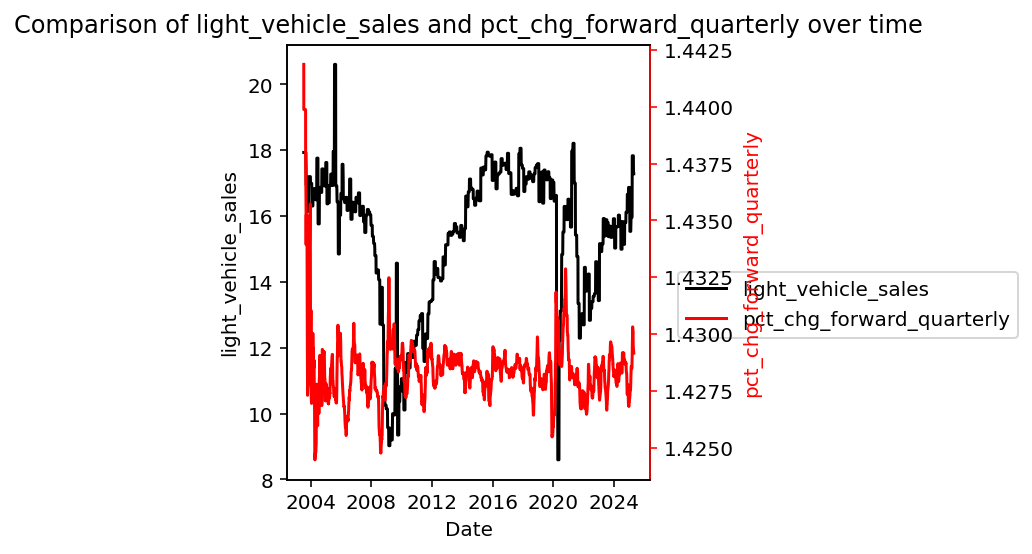 Comparison of light_vehicle_sales and pct_chg_forward_quarterly over time
light_vehicle_sales
20
18
16
14
12
10
8
2004 2008 2012 2016 2020 2024
Date
1.4425
1.4400
1.4375
1.4350
1.4325
1.4300
1.4275
1.4250
pct_chg_forward_quarterly
light_vehicle_sales
pct_chg_forward_quarterly